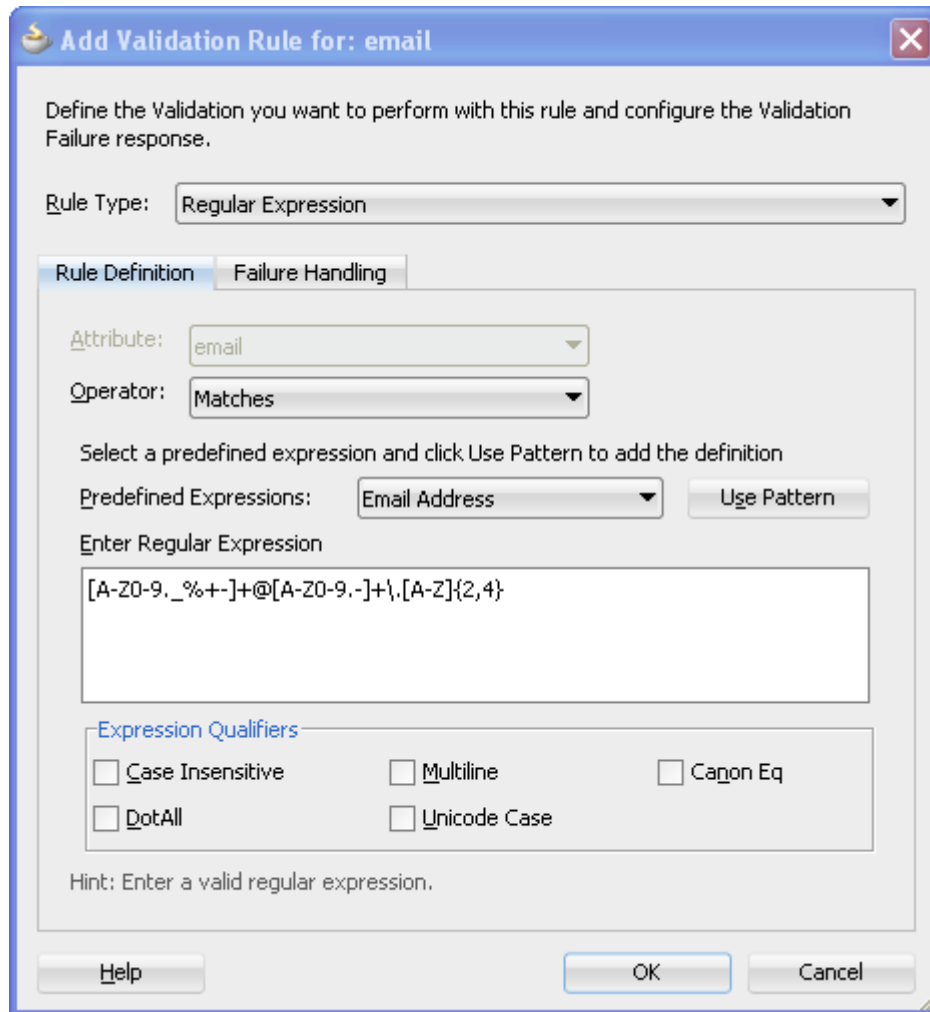 Add Validation Rule for: email
Define the Validation you want to perform with this rule and configure the Validation
Failure response.
Rule Type: Regular Expression
Rule Definition Failure Handling
Attribute: email
Operator: Matches
Select a predefined expression and click Use Pattern to add the definition
Predefined Expressions: Email Address Use Pattern
Enter Regular Expression
[A-Z0-9._%+-]+@[A-Z0-9.-]+\.[A-Z]{2,4}
Expression Qualifiers
Case Insensitive Multiline Canon Eq
DotAll Unicode Case
Hint: Enter a valid regular expression.
Help OK Cancel